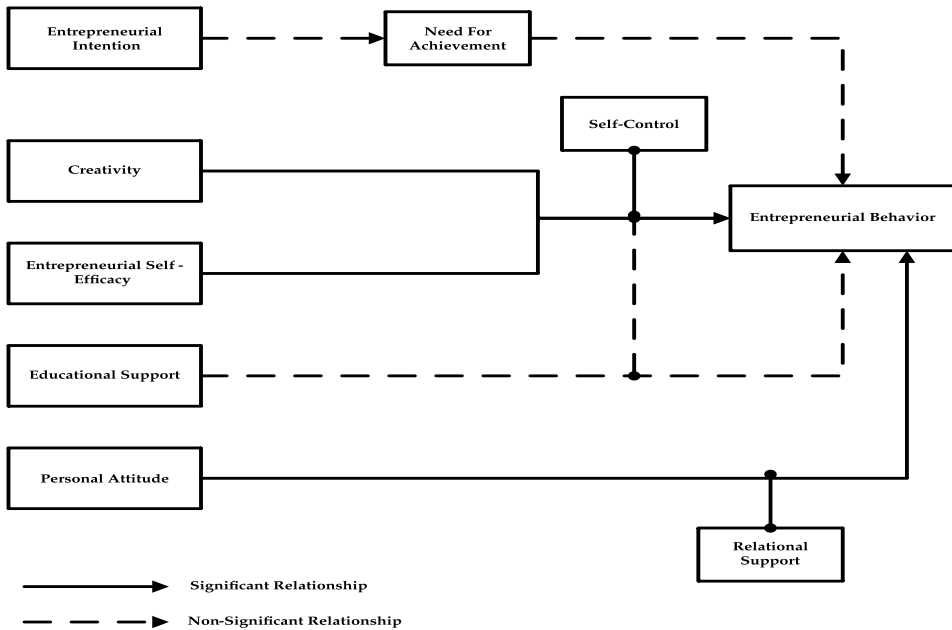 Entrepreneurial
Intention
Need For
Achievement
Self-Control
Creativity
Entrepreneurial Behavior
Entrepreneurial Self -
Efficacy
Educational Support
Personal Attitude
Relational
Support
Significant Relationship
Non-Significant Relationship